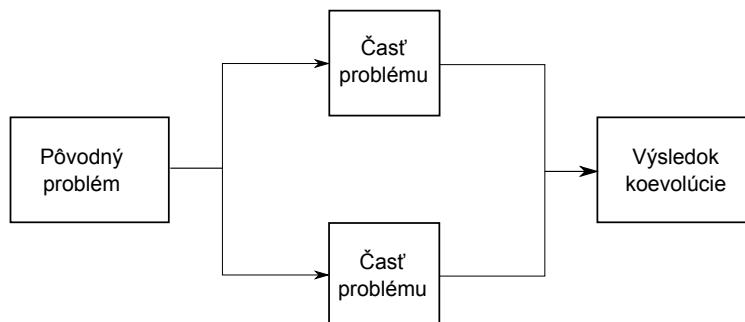 Pôvodný
problém
Časť
problému
Časť
problému
Výsledok
koevolúcie